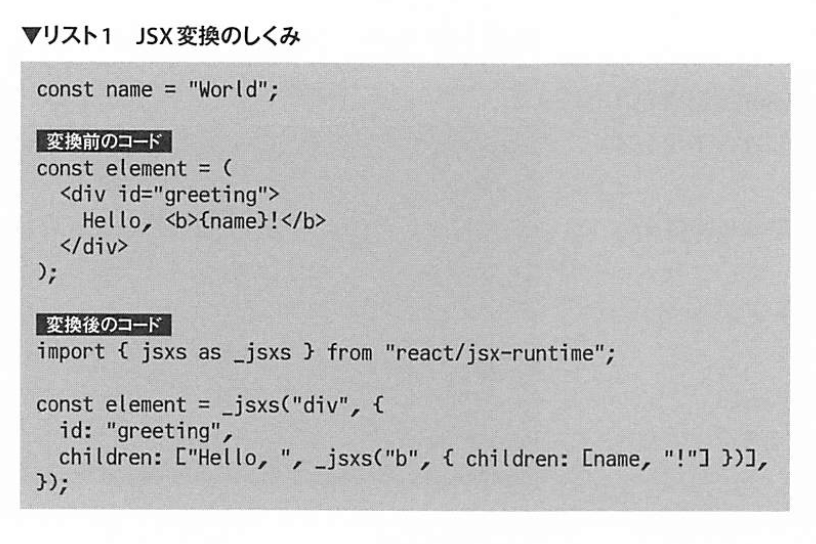 ▼リスト1 JSX変換のしくみ
const name = "World";
変換前のコード
const element = (
  <div id="greeting">
    Hello, <b>{name}!</b>
  </div>
);
変換後のコード
import { jsxs as _jsxs } from "react/jsx-runtime";
const element = _jsxs("div", {
  id: "greeting",
  children: ["Hello, ", _jsxs("b", { children: [name, "!"] })],
});